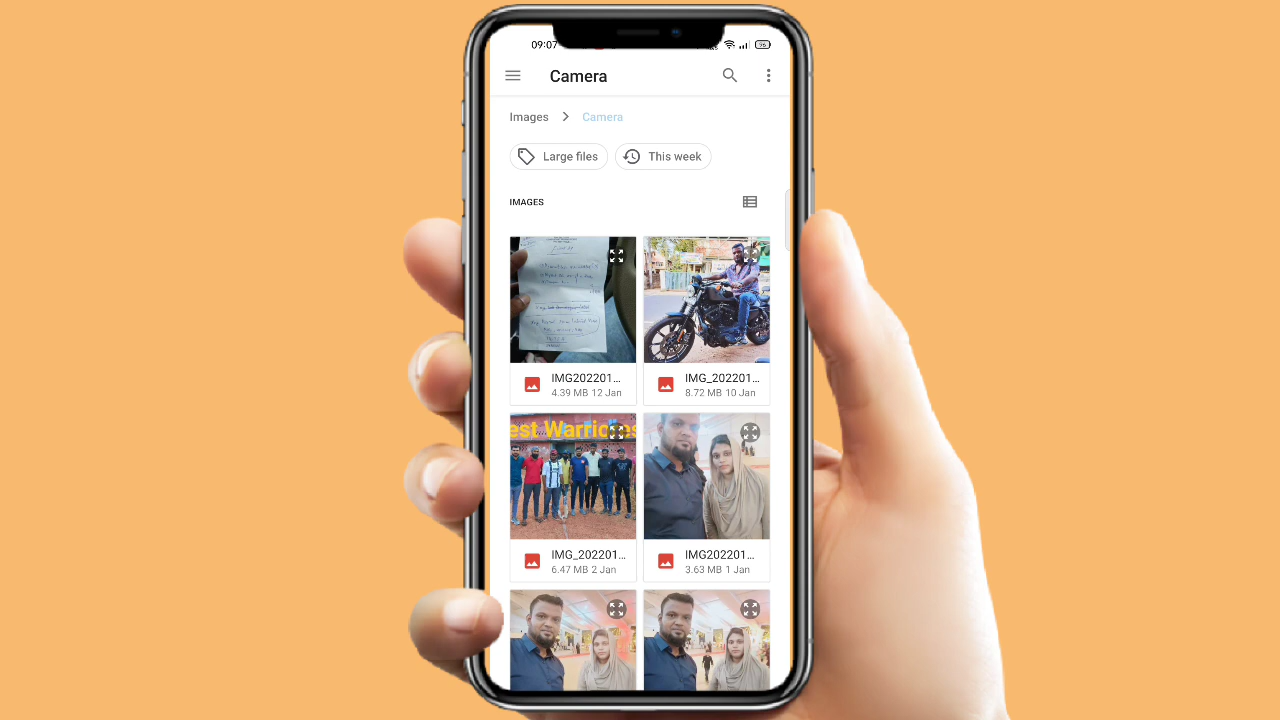 09:07
96
Camera
Images
Camera
Large files
This week
IMAGES
IMG202201...
4.39 MB 12 Jan
IMG_202201...
8.72 MB 10 Jan
est Warriors
IMG_202201...
6.47 MB 2 Jan
IMG202201...
3.63 MB 1 Jan